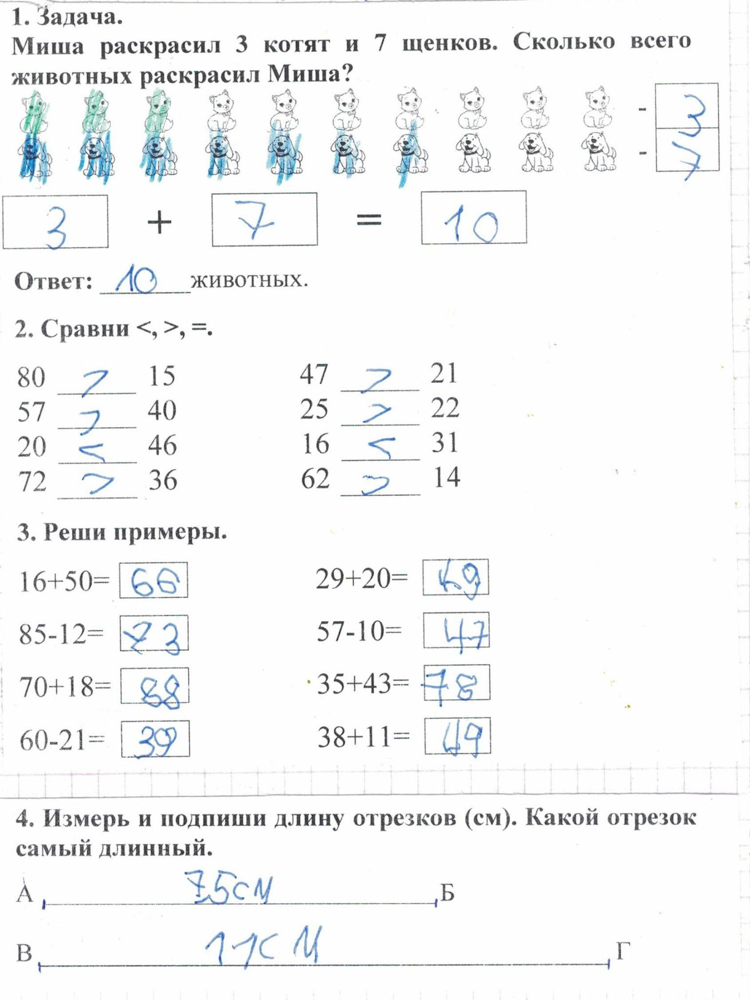 1. Задача.
Миша раскрасил 3 котят и 7 щенков. Сколько всего
животных раскрасил Миша?
- 3
- 7
3 + 7 = 10
Ответ: 10 животных.
2. Сравни <, >, =.
80 > 15 47 > 21
57 > 40 25 > 22
20 < 46 16 < 31
72 > 36 62 > 14
3. Реши примеры.
16+50= 66 29+20= 49
85-12= 73 57-10= 47
70+18= 88 35+43= 78
60-21= 39 38+11= 49
4. Измерь и подпиши длину отрезков (см). Какой отрезок
самый длинный.
А 7,5см Б
В 11см Г